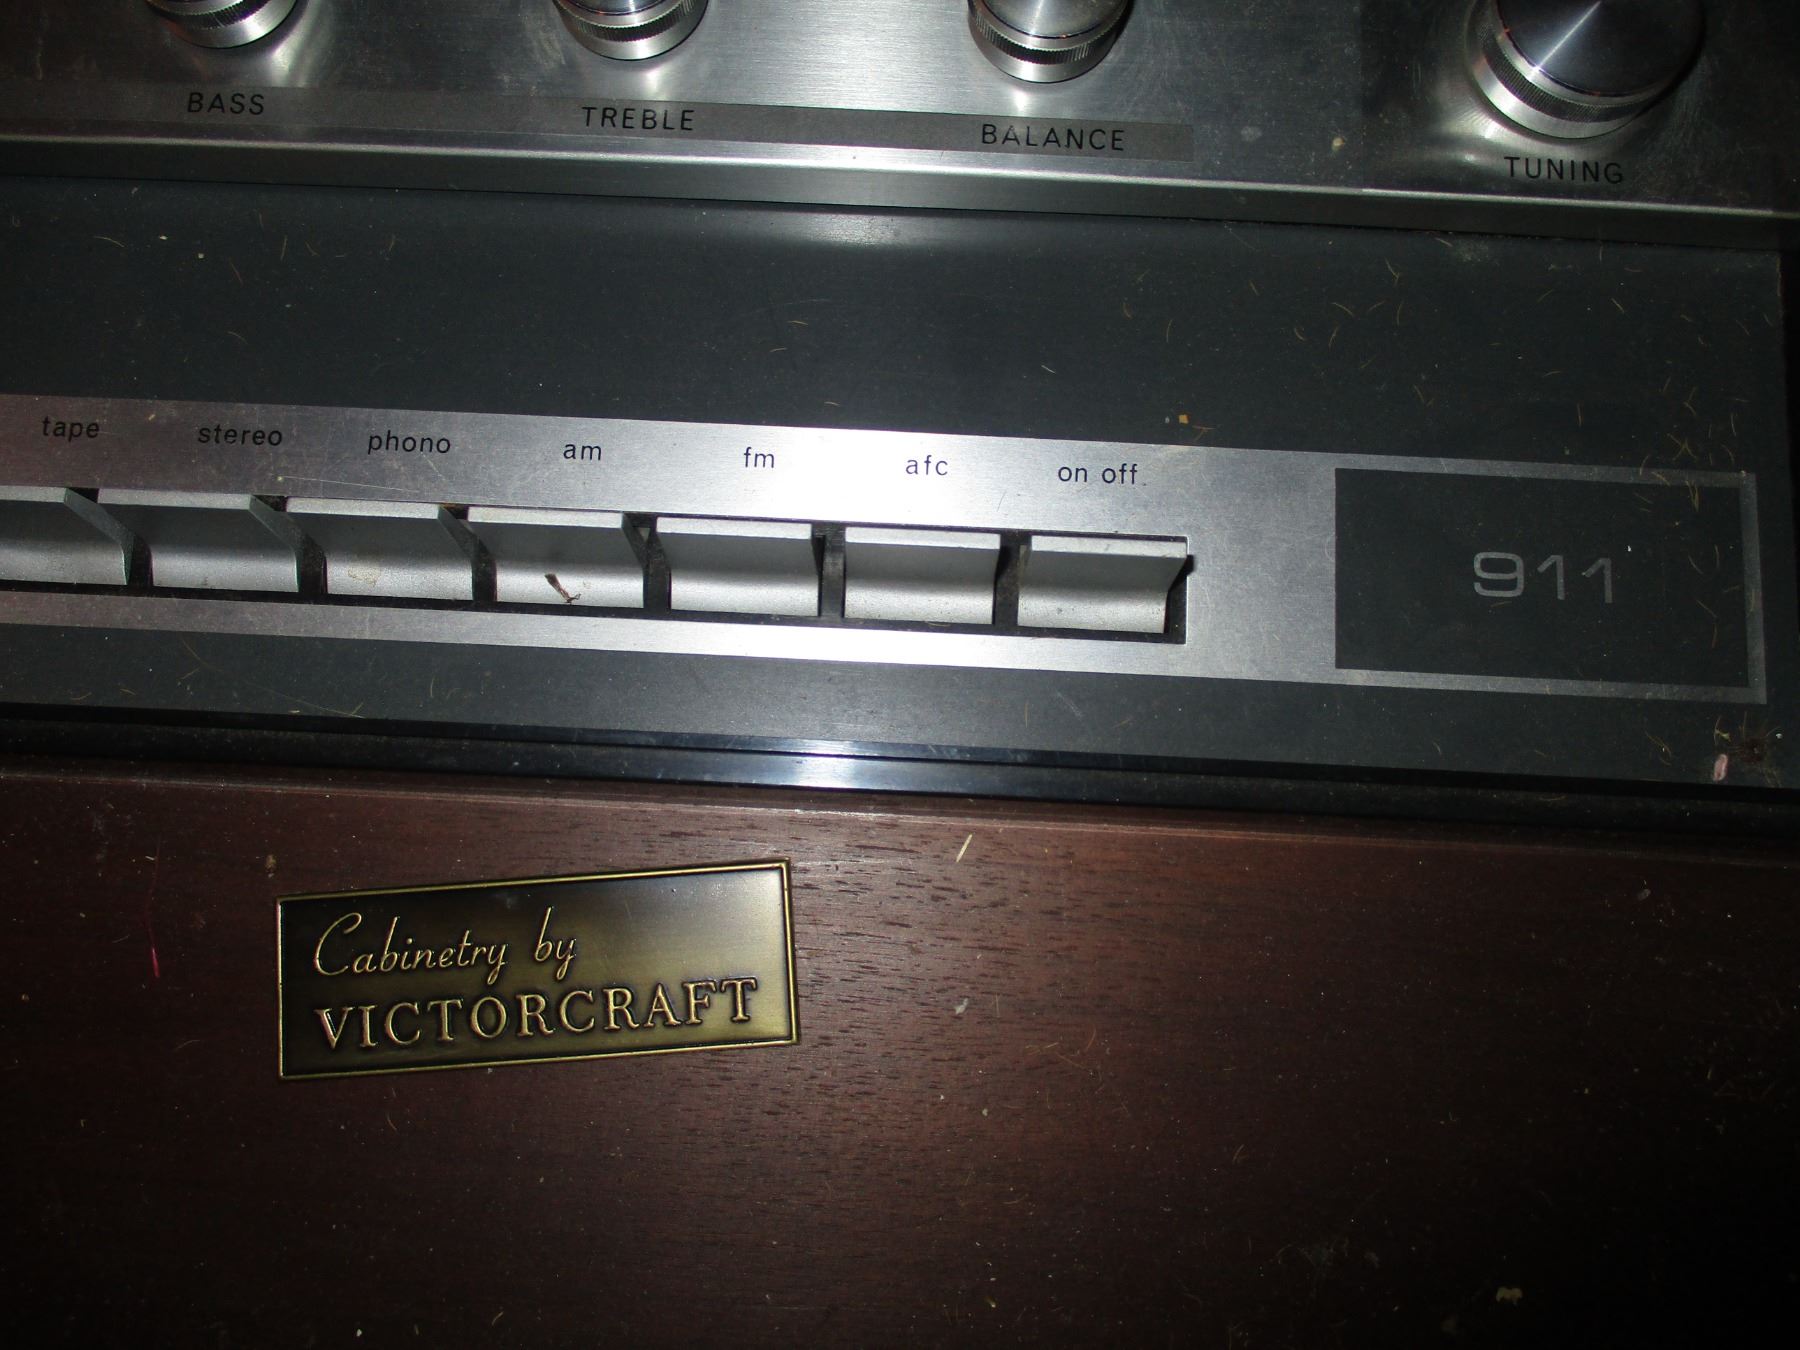 BASS TREBLE BALANCE TUNING
tape stereo phono am fm afc on off
911
Cabinetry by
VICTORCRAFT